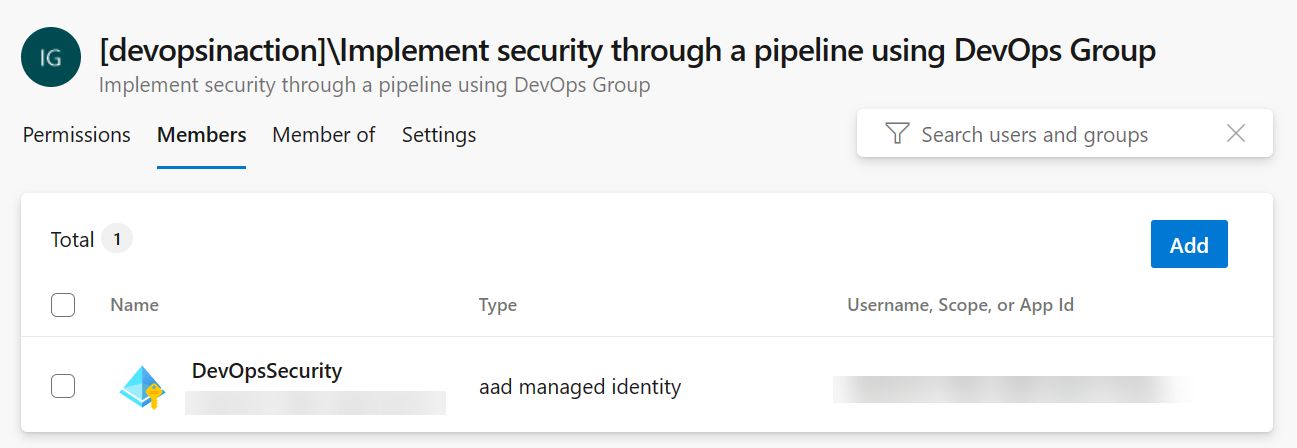 IG
[devopsinaction]\Implement security through a pipeline using DevOps Group
Implement security through a pipeline using DevOps Group
Permissions Members Member of Settings
Search users and groups
Total 1
Add
Name Type Username, Scope, or App Id
DevOpsSecurity
aad managed identity